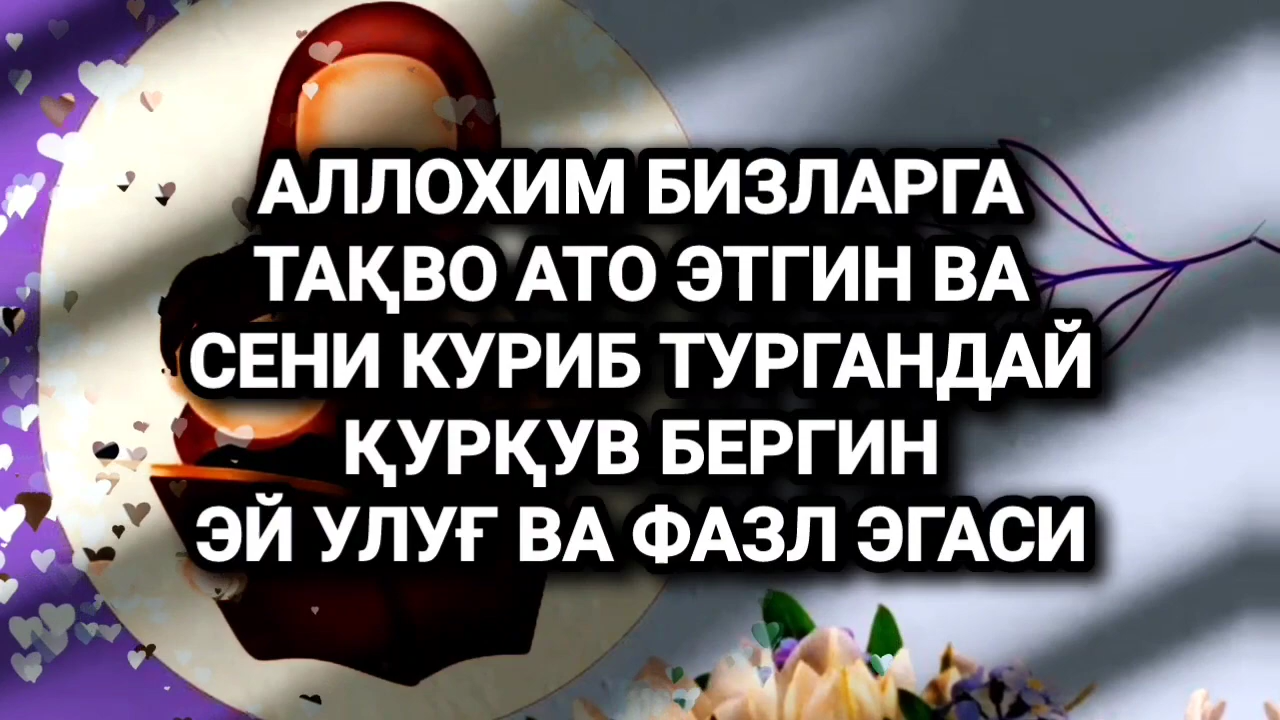 АЛЛОХИМ БИЗЛАРГА
ТАҚВО АТО ЭТГИН ВА
СЕНИ КУРИБ ТУРГАНДАЙ
ҚУРҚУВ БЕРГИН
ЭЙ УЛУҒ ВА ФАЗЛ ЭГАСИ